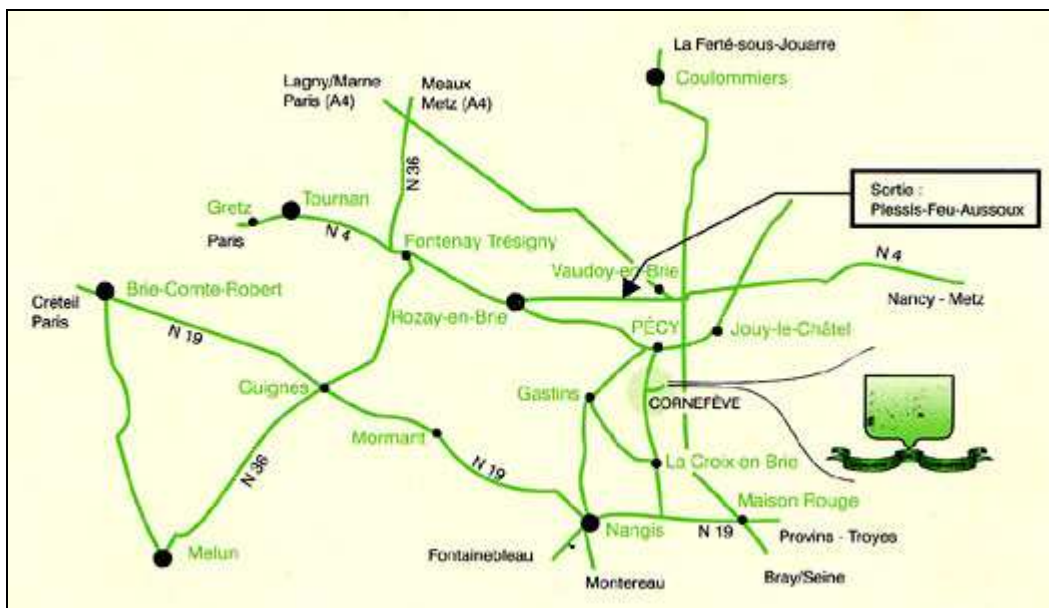 La Ferté-sous-Jouarre
Coulommiers
Lagny/Marne
Paris (A4)
Meaux
Metz (A4)
N 36
Sortie :
Plessis-Feu-Aussoux
Tournan
Gretz
Paris
N 4
Fontenay Trésigny
Vaudoy-en-Brie
N 4
Nancy - Metz
Brie-Comte-Robert
Créteil
Paris
N 19
Rozay-en-Brie
PÉCY
Jouy-le-Châtel
Guignes
Gastins
CORNEFÈVE
Mormant
N 36
N 19
La Croix en Brie
Maison Rouge
Nangis
N 19
Provins - Troyes
Melun
Fontainebleau
Montereau
Bray/Seine